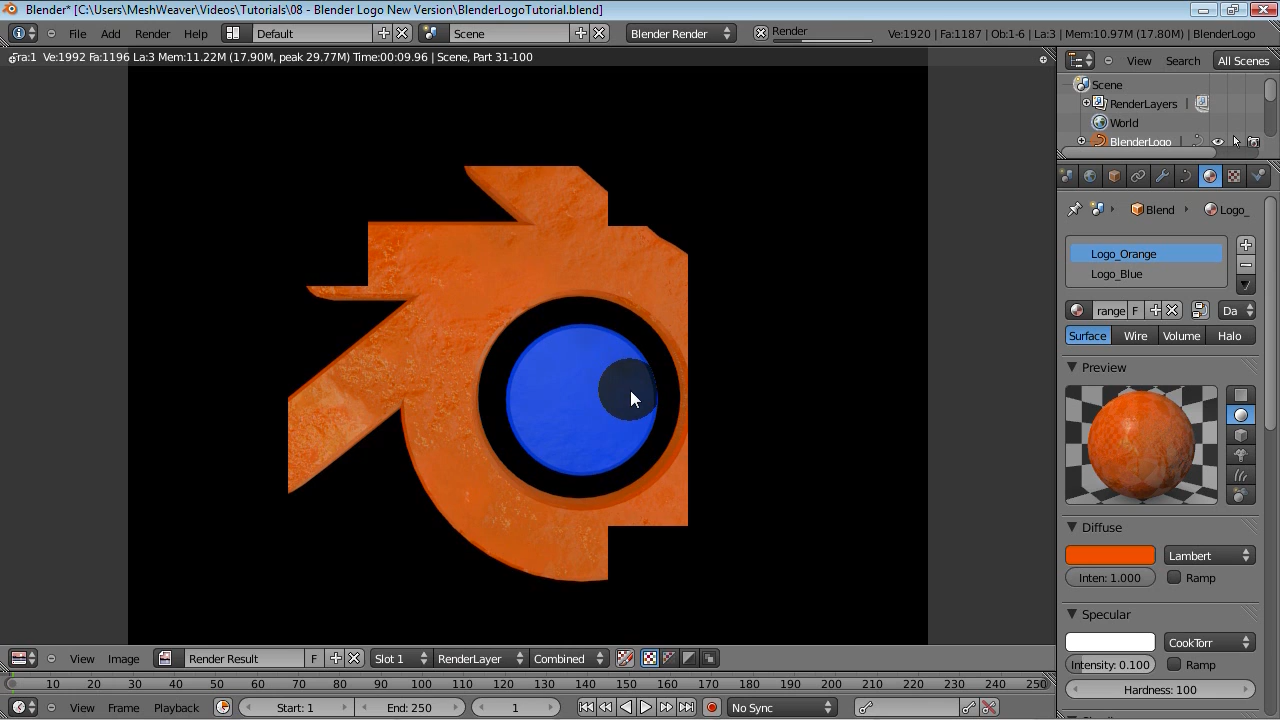 Blender* [C:\Users\MeshWeaver\Videos\Tutorials\08 - Blender Logo New Version\BlenderLogoTutorial.blend]
File Add Render Help Default Scene Blender Render Render Ve:1920 | Fa:1187 | Ob:1-6 | La:3 | Mem:10.97M (17.80M) | BlenderLogo
Fra:1 Ve:1992 Fa:1196 La:3 Mem:11.22M (17.90M, peak 29.77M) Time:00:09.96 | Scene, Part 31-100
View Search All Scenes
Scene
RenderLayers
World
BlenderLogo
Blend Logo_
Logo_Orange
Logo_Blue
range F Da
Surface Wire Volume Halo
Preview
Diffuse
Lambert
Inten: 1.000 Ramp
Specular
CookTorr
Intensity: 0.100 Ramp
Hardness: 100
View Image Render Result F Slot 1 RenderLayer Combined
10 20 30 40 50 60 70 80 90 100 110 120 130 140 150 160 170 180 190 200 210 220 230 240 250
View Frame Playback Start: 1 End: 250 1 No Sync